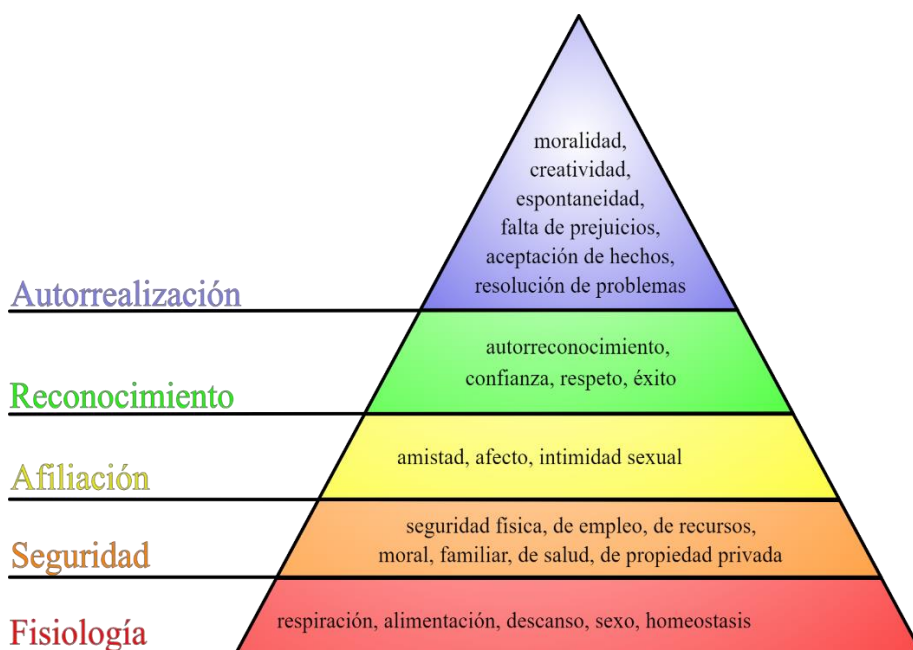 moralidad,
creatividad,
espontaneidad,
falta de prejuicios,
aceptación de hechos,
resolución de problemas
Autorrealización
autorreconocimiento,
confianza, respeto, éxito
Reconocimiento
amistad, afecto, intimidad sexual
Afiliación
seguridad física, de empleo, de recursos,
moral, familiar, de salud, de propiedad privada
Seguridad
respiración, alimentación, descanso, sexo, homeostasis
Fisiología